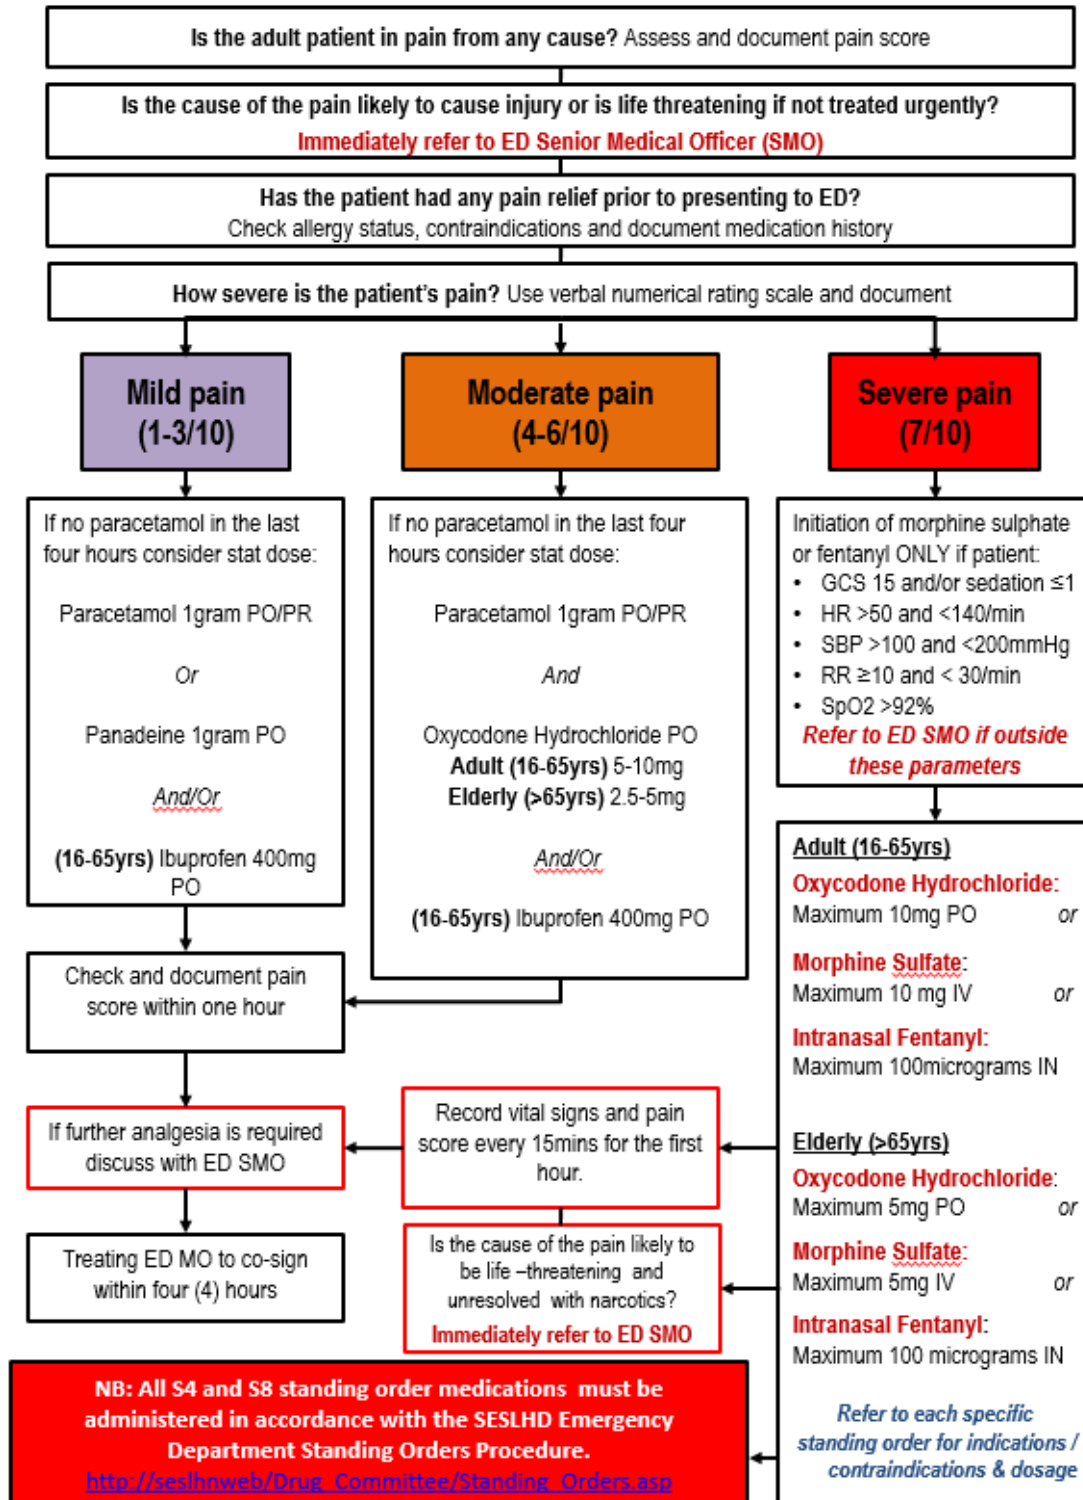 Is the adult patient in pain from any cause? Assess and document pain score
Is the cause of the pain likely to cause injury or is life threatening if not treated urgently?
Immediately refer to ED Senior Medical Officer (SMO)
Has the patient had any pain relief prior to presenting to ED?
Check allergy status, contraindications and document medication history
How severe is the patient's pain? Use verbal numerical rating scale and document
Mild pain
(1-3/10)
Moderate pain
(4-6/10)
Severe pain
(7/10)
If no paracetamol in the last
four hours consider stat dose:
Paracetamol 1gram PO/PR
Or
Panadeine 1gram PO
And/Or
(16-65yrs) Ibuprofen 400mg
PO
If no paracetamol in the last four
hours consider stat dose:
Paracetamol 1gram PO/PR
And
Oxycodone Hydrochloride PO
Adult (16-65yrs) 5-10mg
Elderly (>65yrs) 2.5-5mg
And/Or
(16-65yrs) Ibuprofen 400mg PO
Initiation of morphine sulphate
or fentanyl ONLY if patient:
• GCS 15 and/or sedation ≤1
• HR >50 and <140/min
• SBP >100 and <200mmHg
• RR ≥10 and < 30/min
• SpO2 >92%
Refer to ED SMO if outside
these parameters
Check and document pain
score within one hour
If further analgesia is required
discuss with ED SMO
Treating ED MO to co-sign
within four (4) hours
Record vital signs and pain
score every 15mins for the first
hour.
Is the cause of the pain likely to
be life –threatening and
unresolved with narcotics?
Immediately refer to ED SMO
Adult (16-65yrs)
Oxycodone Hydrochloride:
Maximum 10mg PO or
Morphine Sulfate:
Maximum 10 mg IV or
Intranasal Fentanyl:
Maximum 100micrograms IN
Elderly (>65yrs)
Oxycodone Hydrochloride:
Maximum 5mg PO or
Morphine Sulfate:
Maximum 5mg IV or
Intranasal Fentanyl:
Maximum 100 micrograms IN
Refer to each specific
standing order for indications /
contraindications & dosage
NB: All S4 and S8 standing order medications must be
administered in accordance with the SESLHD Emergency
Department Standing Orders Procedure.
http://seslhnweb/Drug_Committee/Standing_Orders.asp